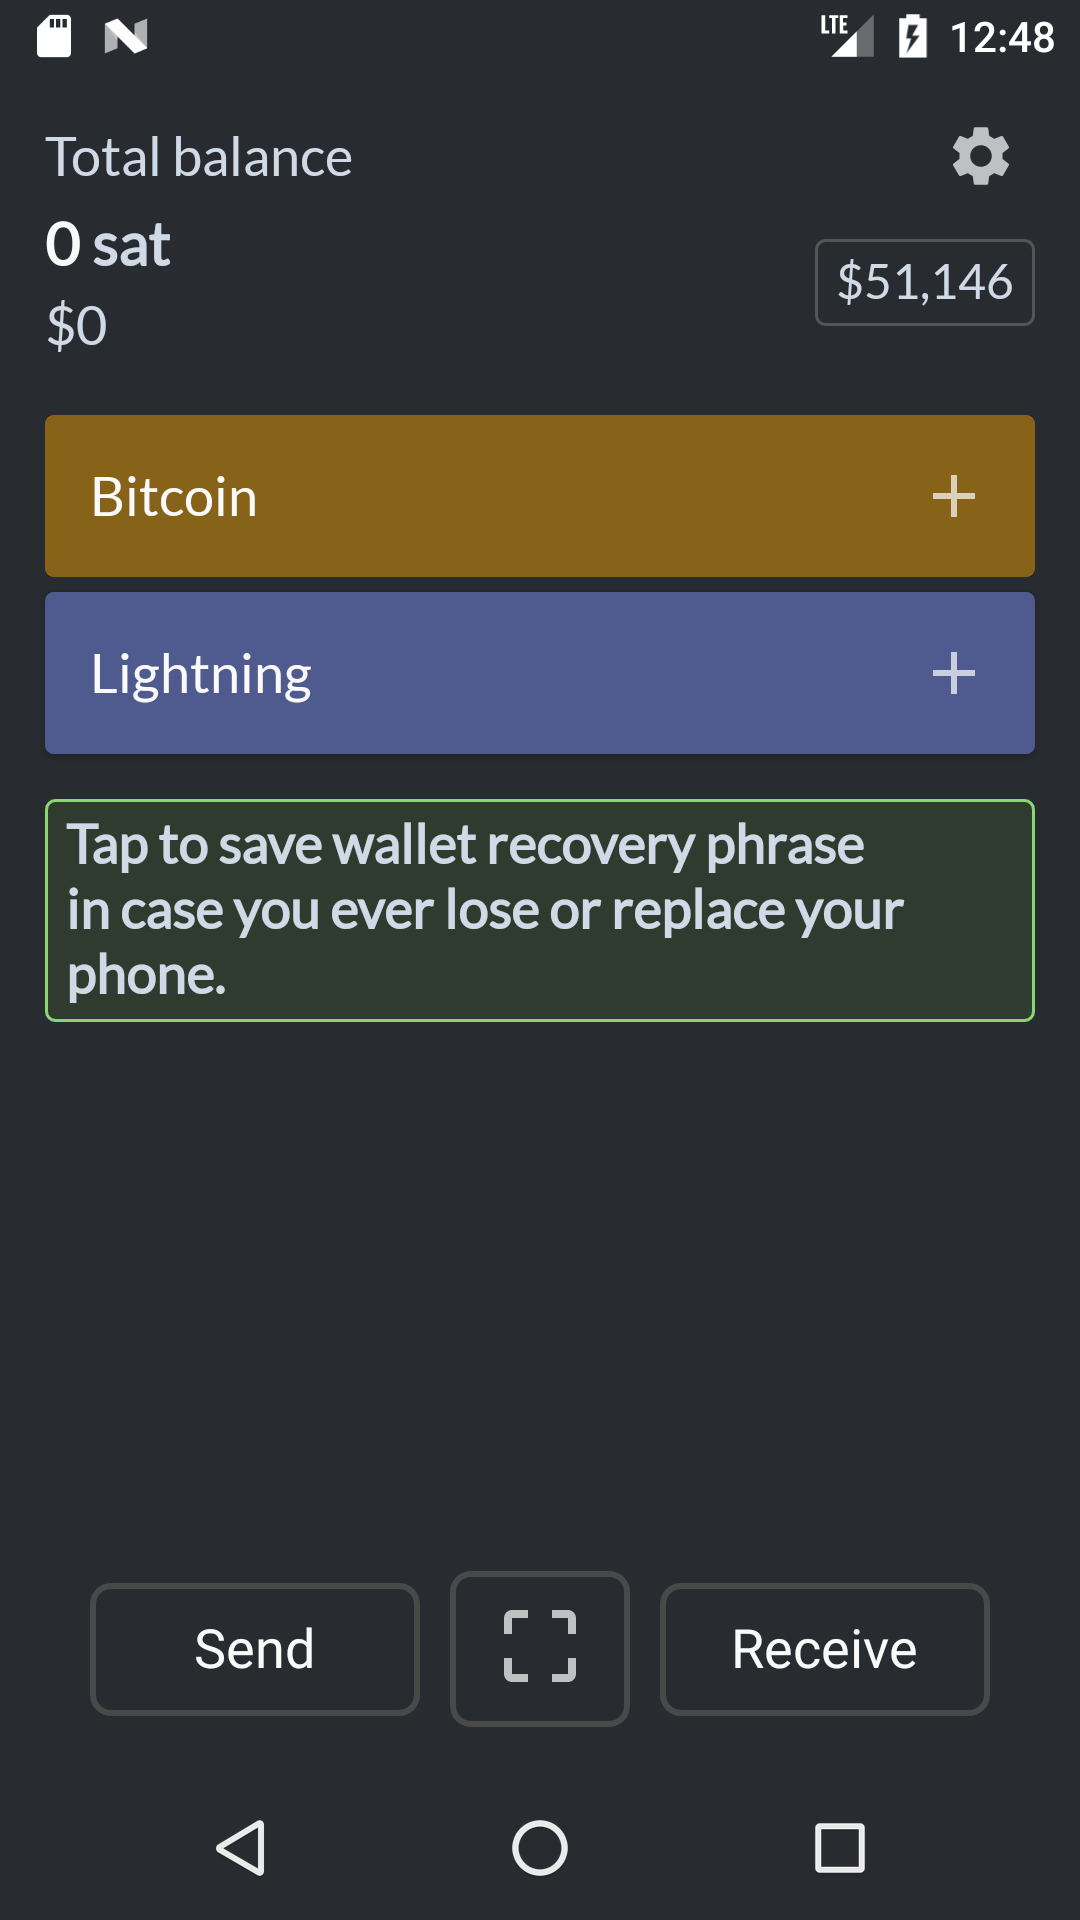 LTE 12:48
Total balance
0 sat
$51,146
$0
Bitcoin
Lightning
Tap to save wallet recovery phrase
in case you ever lose or replace your
phone.
Send
Receive